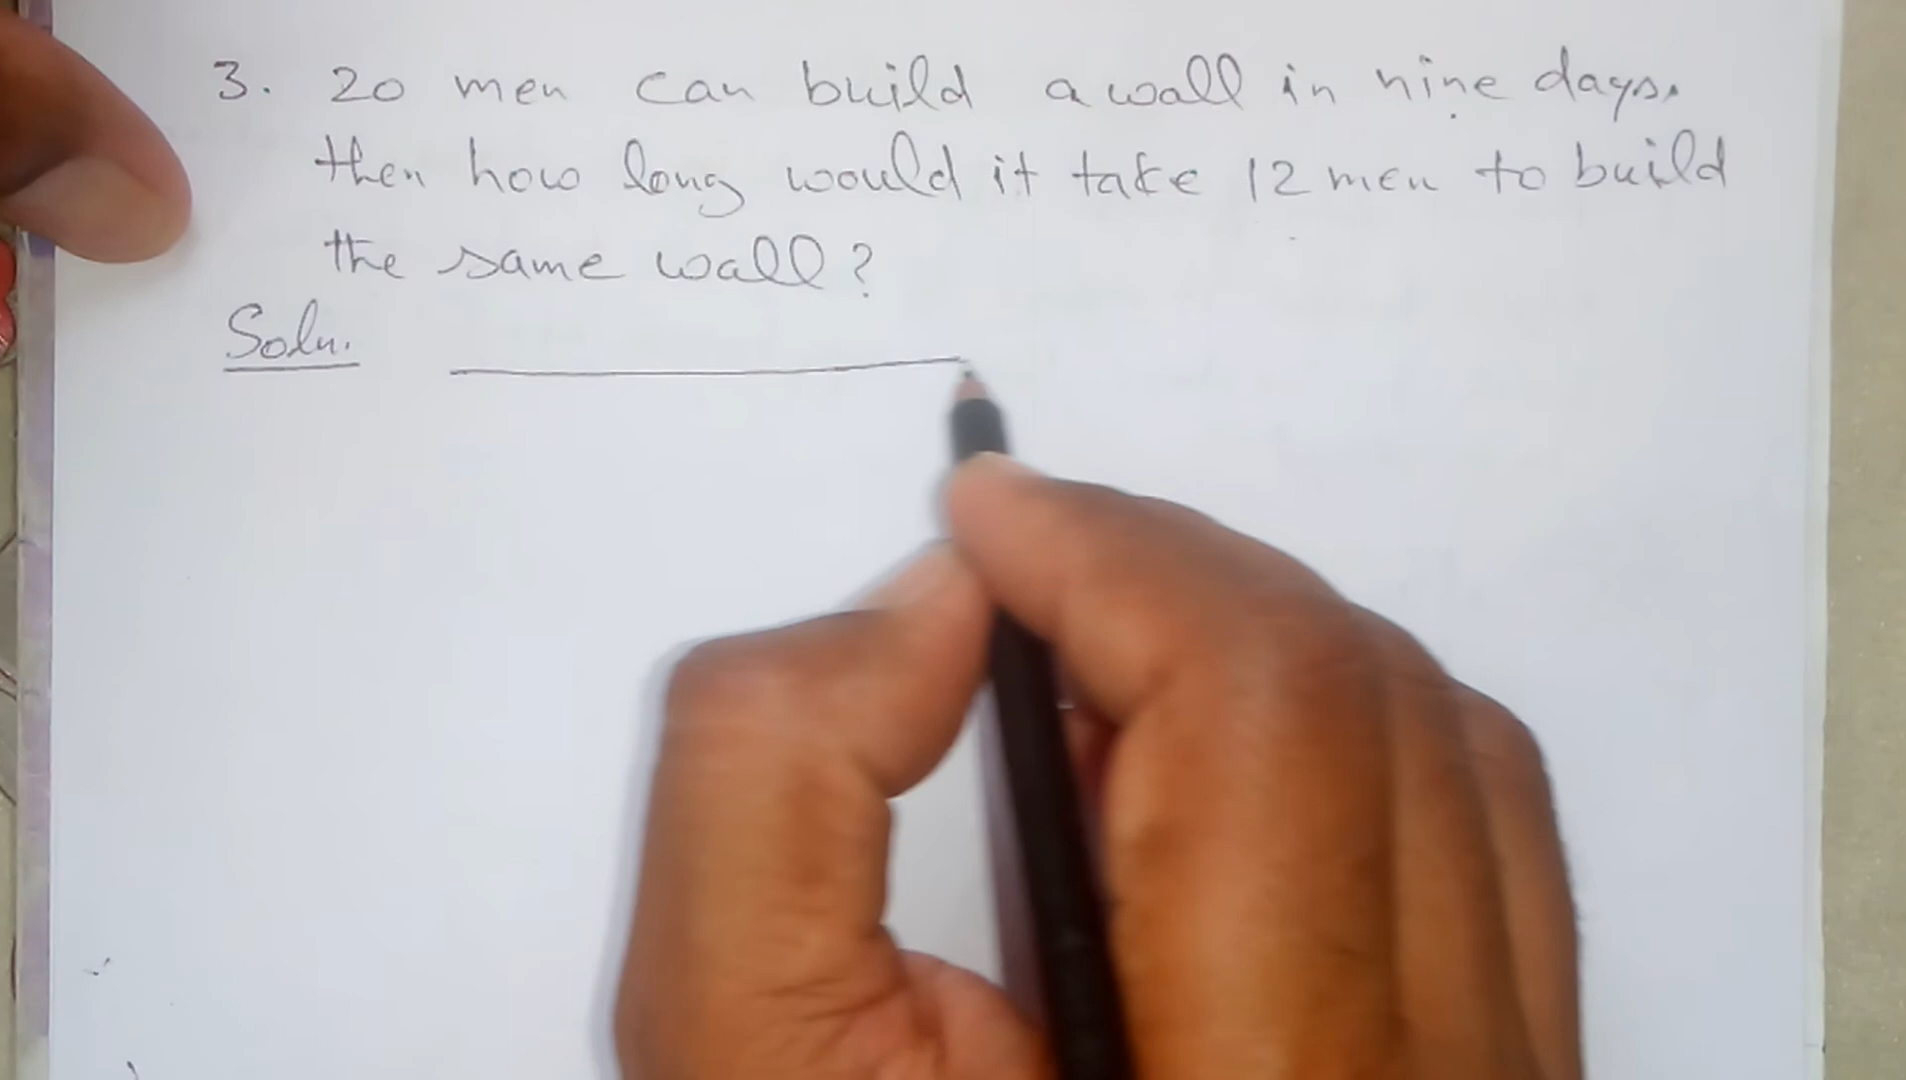 3. 20 men can build a wall in nine days.
then how long would it take 12 men to build
the same wall?
Soln.